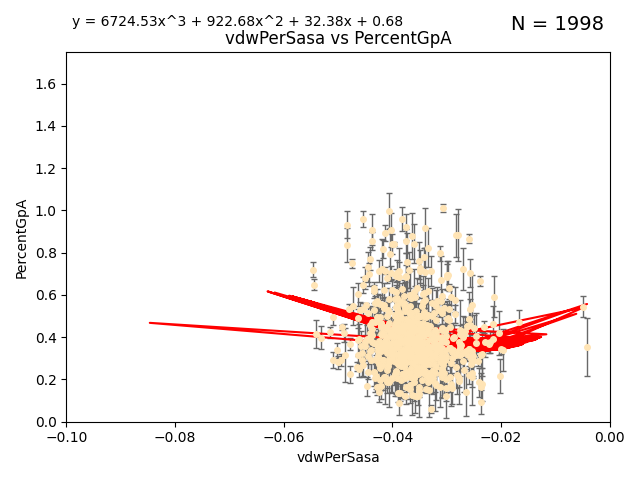 y = 6724.53x^3 + 922.68x^2 + 32.38x + 0.68
N = 1998
vdwPerSasa vs PercentGpA
1.6
1.4
1.2
1.0
0.8
0.6
0.4
0.2
0.0
PercentGpA
−0.10 −0.08 −0.06 −0.04 −0.02 0.00
vdwPerSasa